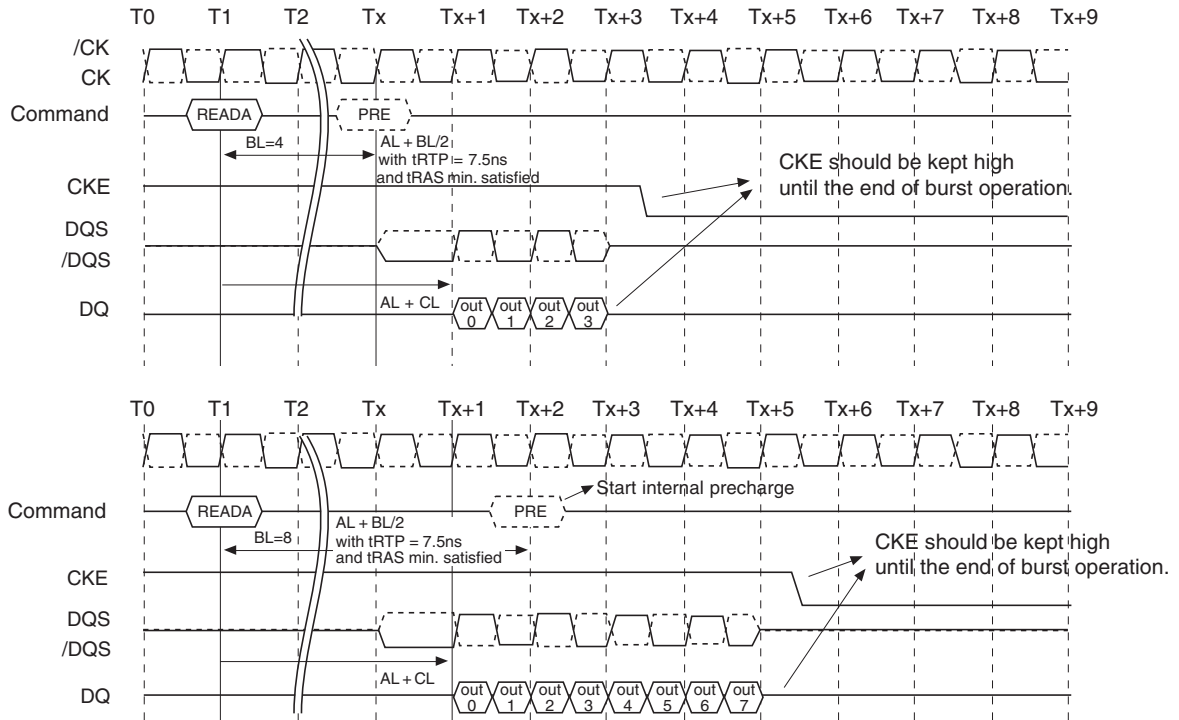 T0 T1 T2 Tx Tx+1 Tx+2 Tx+3 Tx+4 Tx+5 Tx+6 Tx+7 Tx+8 Tx+9
/CK
CK
Command READA PRE
BL=4 AL + BL/2
with tRTP = 7.5ns
and tRAS min. satisfied
CKE should be kept high
until the end of burst operation.
CKE
DQS
/DQS
AL + CL
DQ out 0 out 1 out 2 out 3
T0 T1 T2 Tx Tx+1 Tx+2 Tx+3 Tx+4 Tx+5 Tx+6 Tx+7 Tx+8 Tx+9
Start internal precharge
Command READA PRE
BL=8 AL + BL/2
with tRTP = 7.5ns
and tRAS min. satisfied
CKE should be kept high
until the end of burst operation.
CKE
DQS
/DQS
AL + CL
DQ out 0 out 1 out 2 out 3 out 4 out 5 out 6 out 7